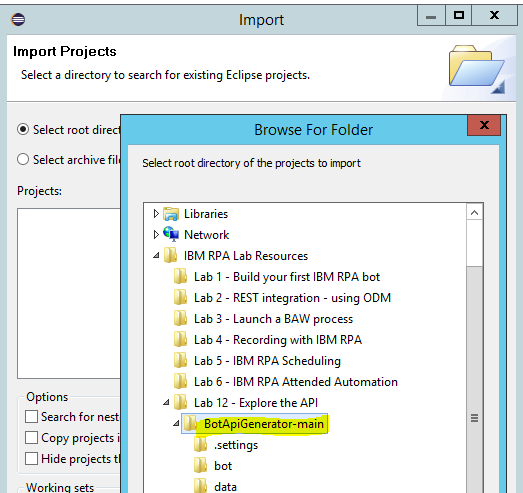 Import
Import Projects
Select a directory to search for existing Eclipse projects.
Select root direct
Select archive file
Projects:
Browse For Folder
Select root directory of the projects to import
Libraries
Network
IBM RPA Lab Resources
Lab 1 - Build your first IBM RPA bot
Lab 2 - REST integration - using ODM
Lab 3 - Launch a BAW process
Lab 4 - Recording with IBM RPA
Lab 5 - IBM RPA Scheduling
Lab 6 - IBM RPA Attended Automation
Lab 12 - Explore the API
BotApiGenerator-main
.settings
bot
data
Options
Search for nest
Copy projects i
Hide projects th
Working sets